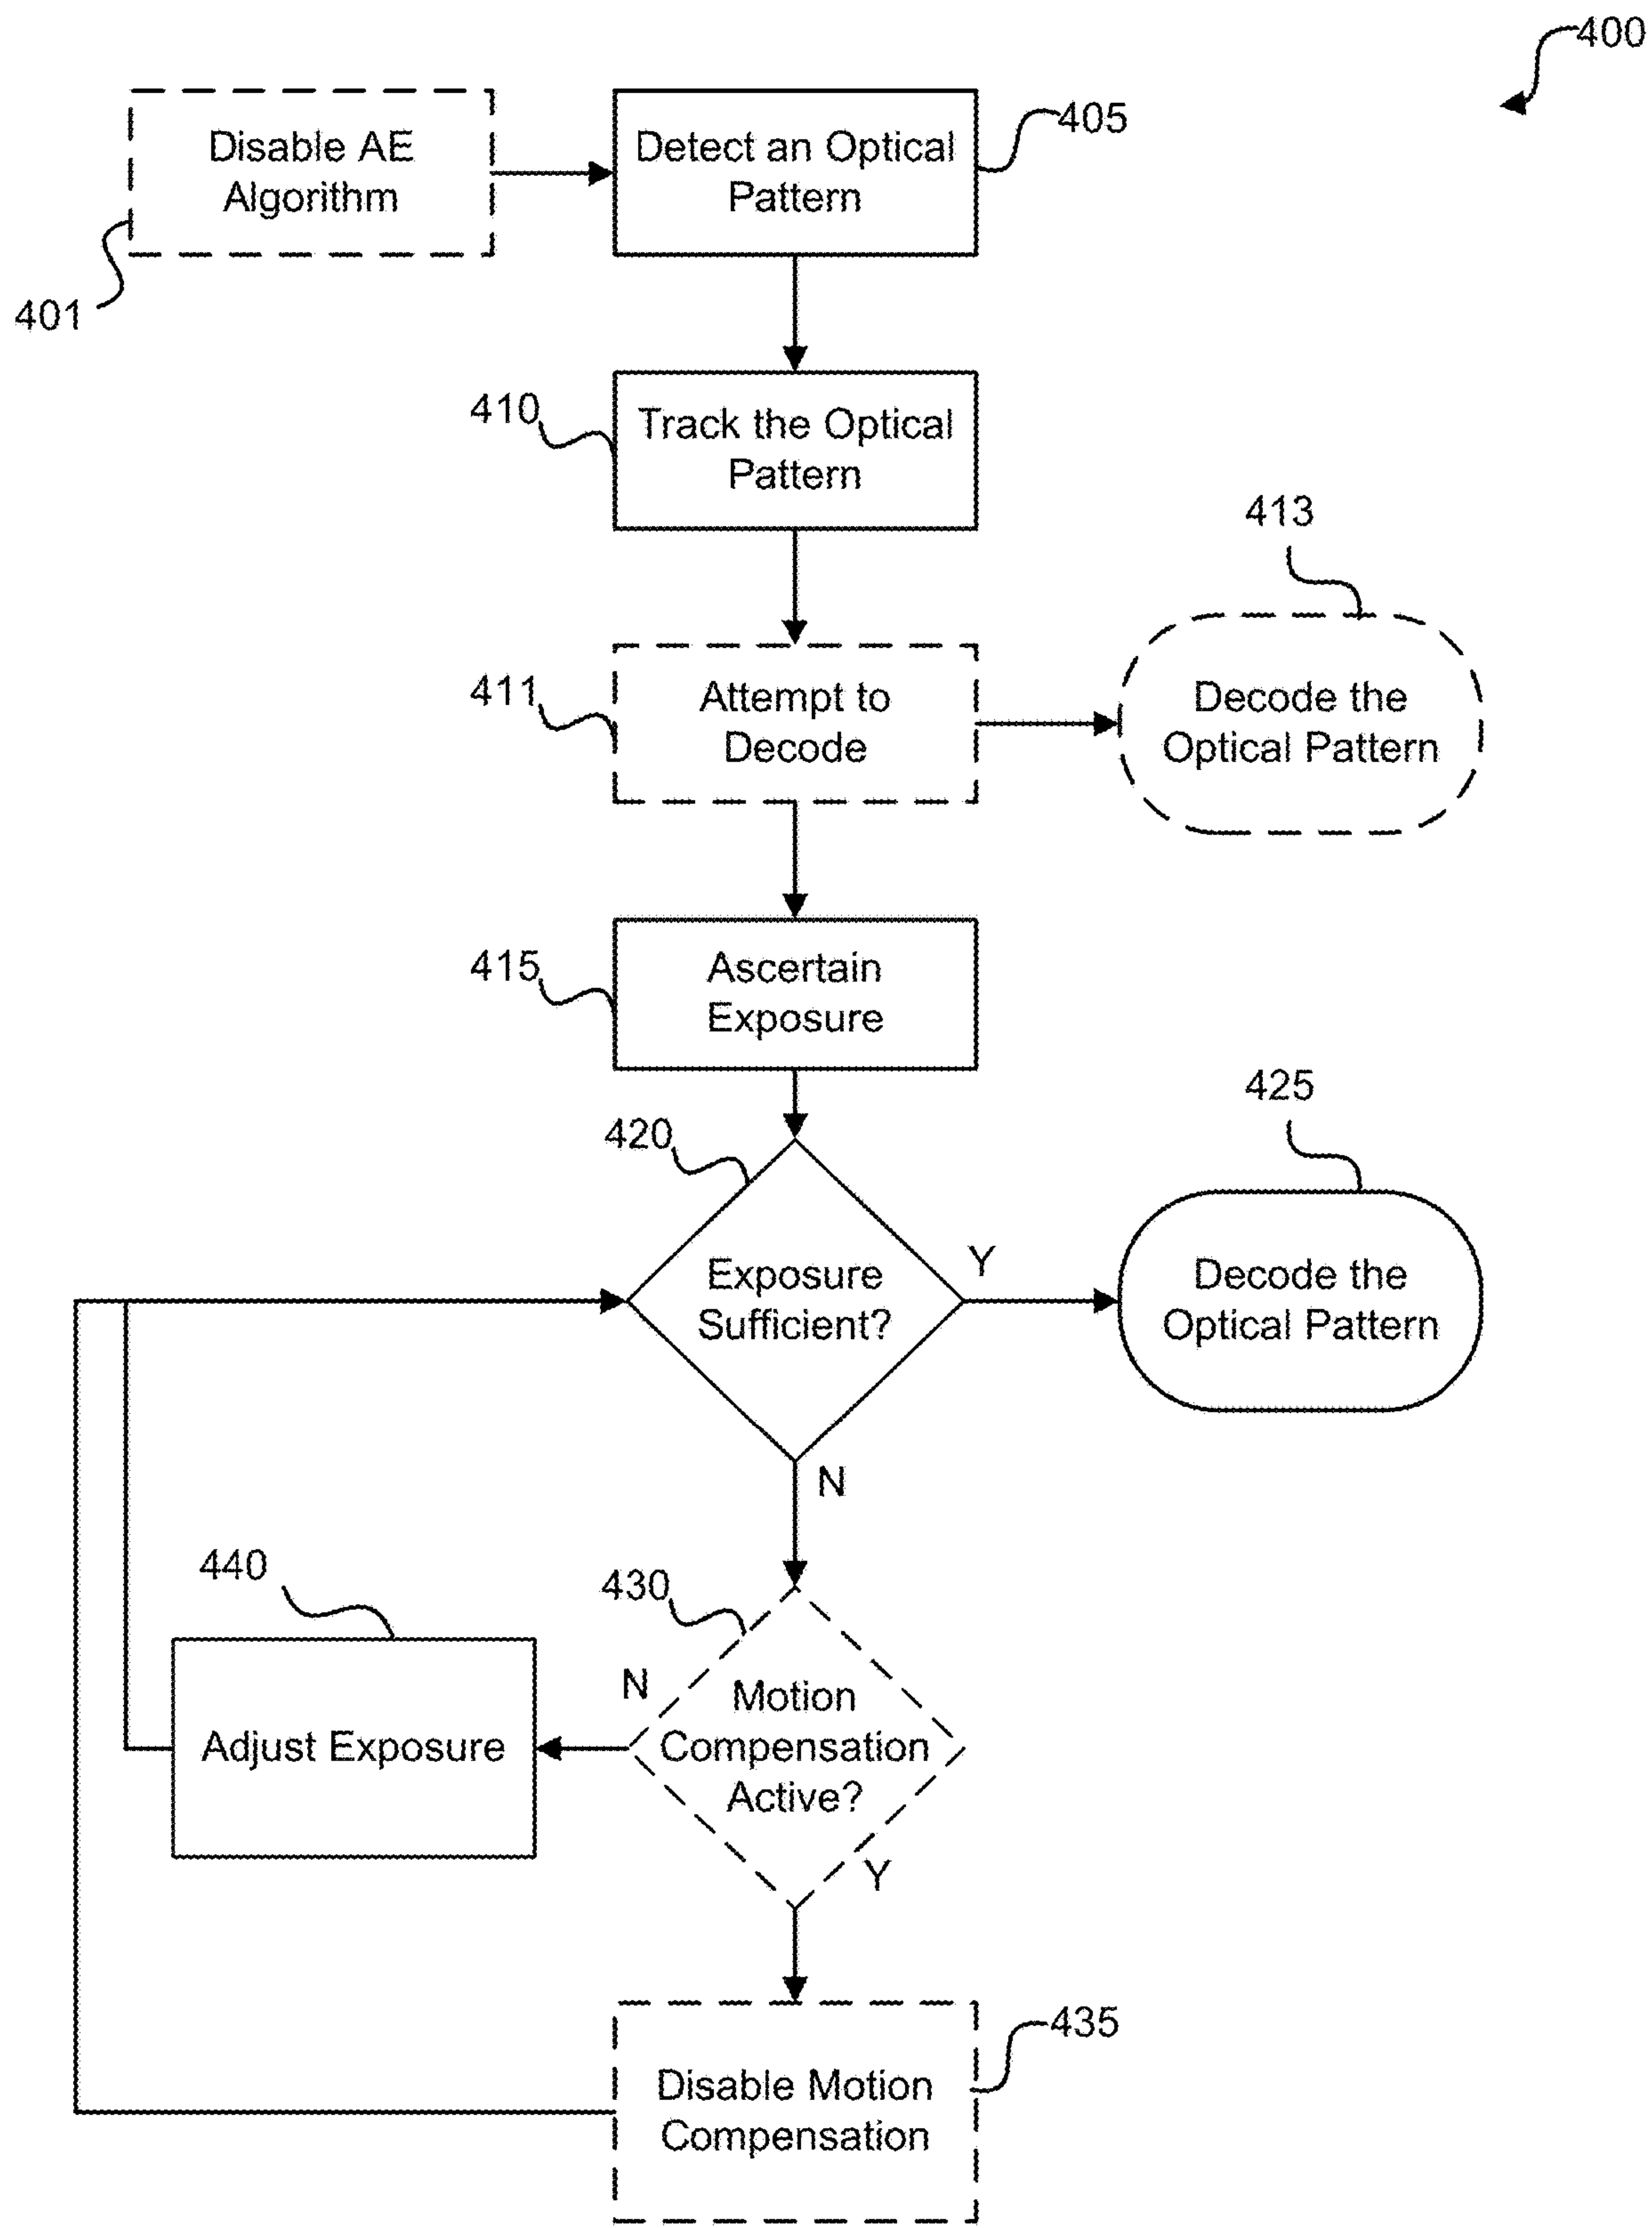 400
Disable AE
Algorithm
401
Detect an Optical
Pattern
405
410
Track the Optical
Pattern
411
Attempt to
Decode
413
Decode the
Optical Pattern
415
Ascertain
Exposure
420
Exposure
Sufficient?
Y
425
Decode the
Optical Pattern
N
430
Motion
Compensation
Active?
N
440
Adjust Exposure
Y
435
Disable Motion
Compensation